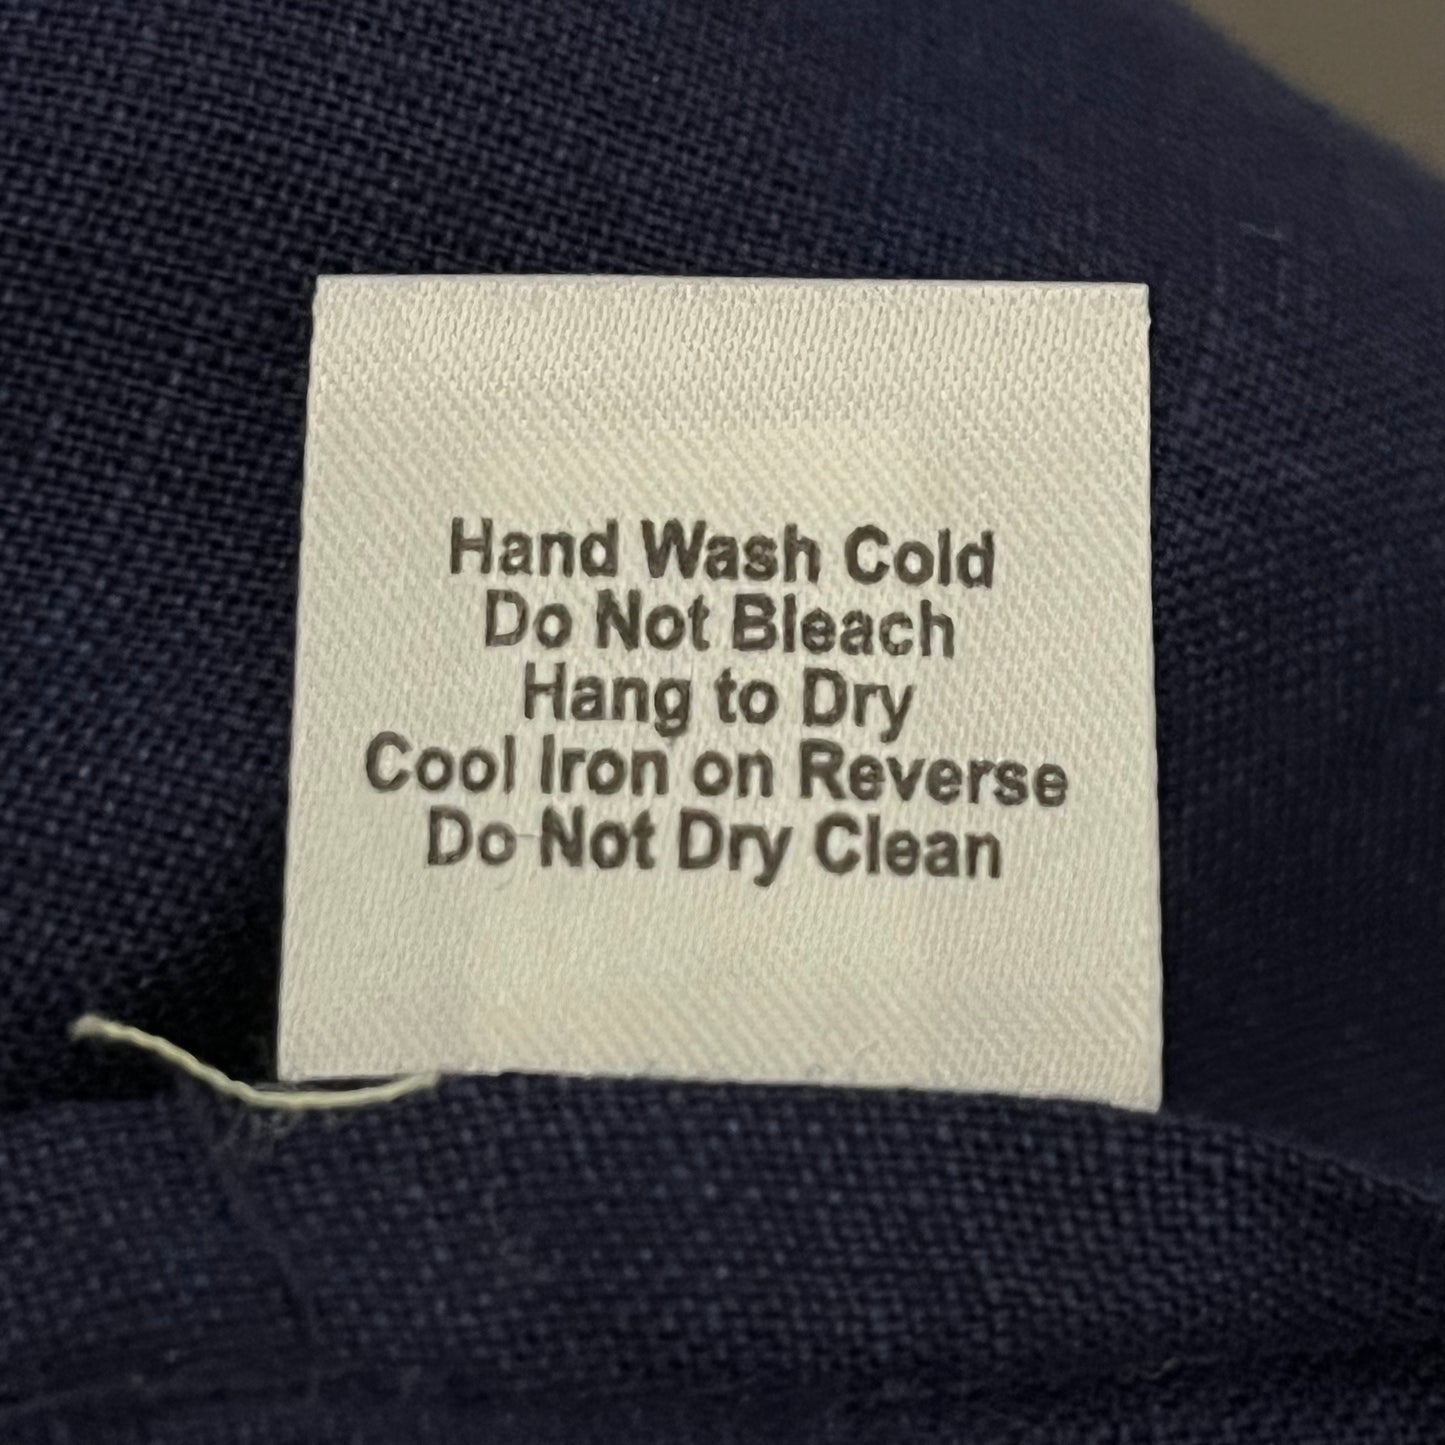 Hand Wash Cold
Do Not Bleach
Hang to Dry
Cool Iron on Reverse
Do Not Dry Clean